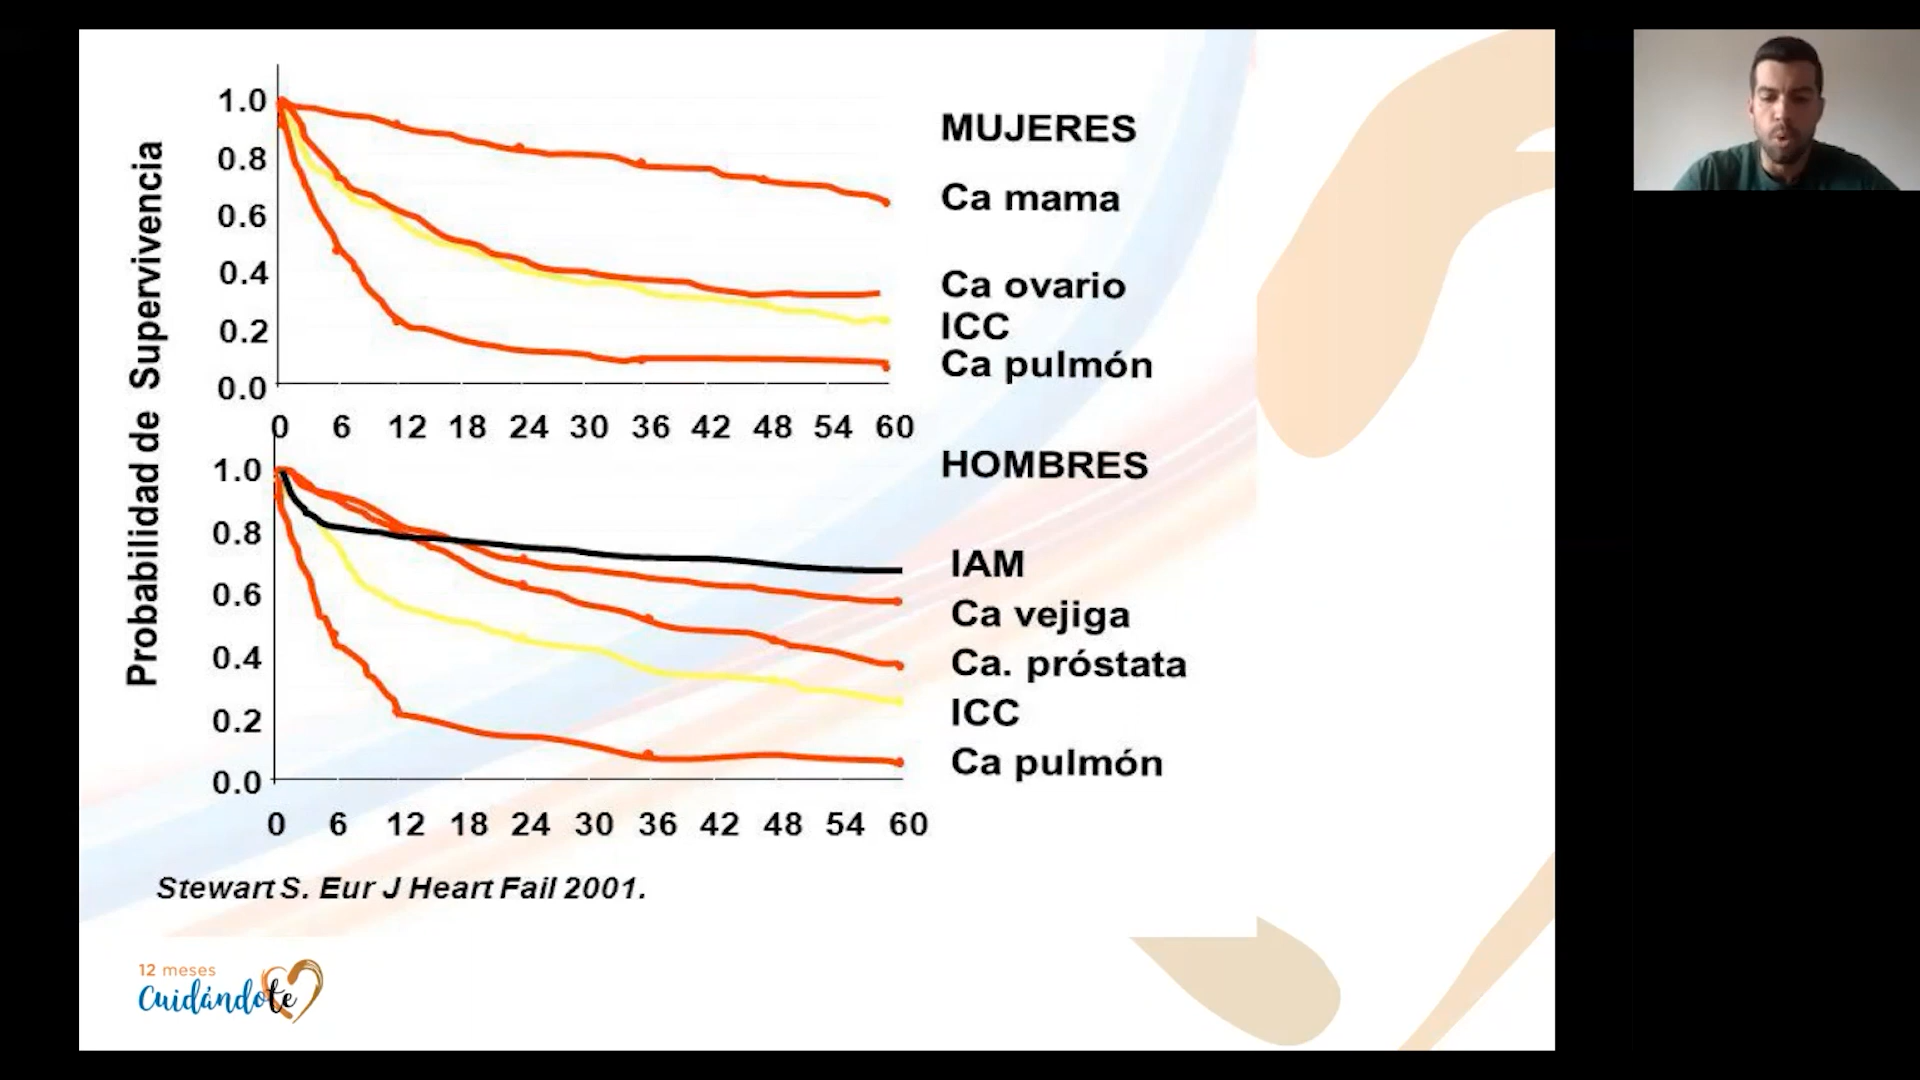 Probabilidad de Supervivencia
1.0
0.8
0.6
0.4
0.2
0.0
0 6 12 18 24 30 36 42 48 54 60
MUJERES
Ca mama
Ca ovario
ICC
Ca pulmón
1.0
0.8
0.6
0.4
0.2
0.0
0 6 12 18 24 30 36 42 48 54 60
HOMBRES
IAM
Ca vejiga
Ca. próstata
ICC
Ca pulmón
Stewart S. Eur J Heart Fail 2001.
12 meses
Cuidándote